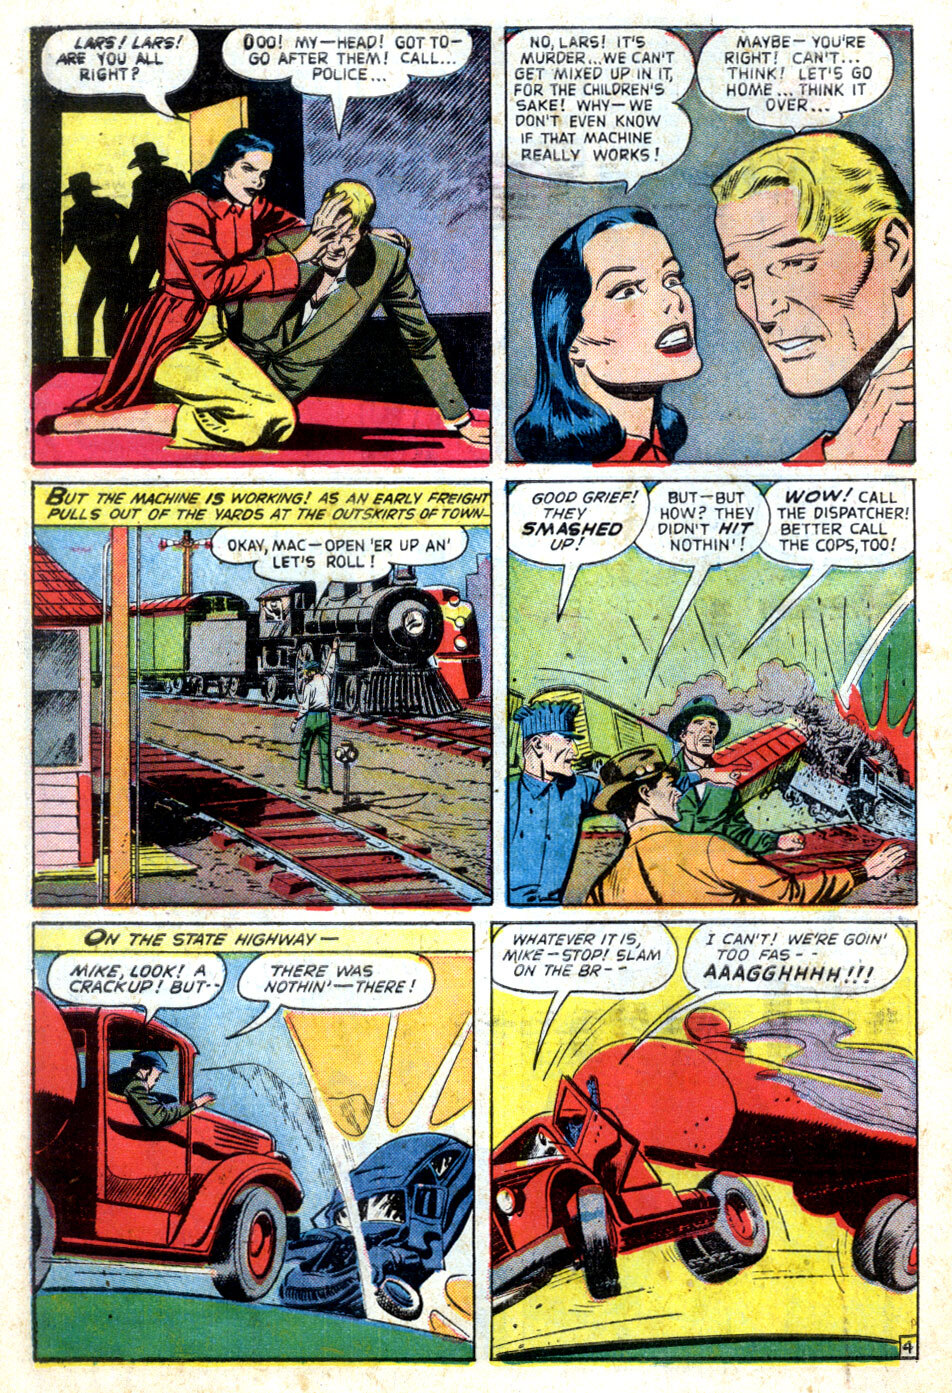 LARS! LARS!
ARE YOU ALL
RIGHT?
OOO! MY—HEAD! GOT TO—
GO AFTER THEM! CALL...
POLICE...
NO, LARS! IT'S
MURDER...WE CAN'T
GET MIXED UP IN IT,
FOR THE CHILDREN'S
SAKE! WHY—WE
DON'T EVEN KNOW
IF THAT MACHINE
REALLY WORKS!
MAYBE—YOU'RE
RIGHT! CAN'T...
THINK! LET'S GO
HOME...THINK IT
OVER...
BUT THE MACHINE IS WORKING! AS AN EARLY FREIGHT
PULLS OUT OF THE YARDS AT THE OUTSKIRTS OF TOWN—
OKAY, MAC—OPEN 'ER UP AN'
LET'S ROLL!
GOOD GRIEF!
THEY
SMASHED
UP!
BUT—BUT
HOW? THEY
DIDN'T HIT
NOTHIN'!
WOW! CALL
THE DISPATCHER!
BETTER CALL
THE COPS, TOO!
ON THE STATE HIGHWAY—
MIKE, LOOK! A
CRACKUP! BUT--
THERE WAS
NOTHIN'—THERE!
WHATEVER IT IS,
MIKE—STOP! SLAM
ON THE BR--
I CAN'T! WE'RE GOIN'
TOO FAS--
AAAGGHHHH!!!
4